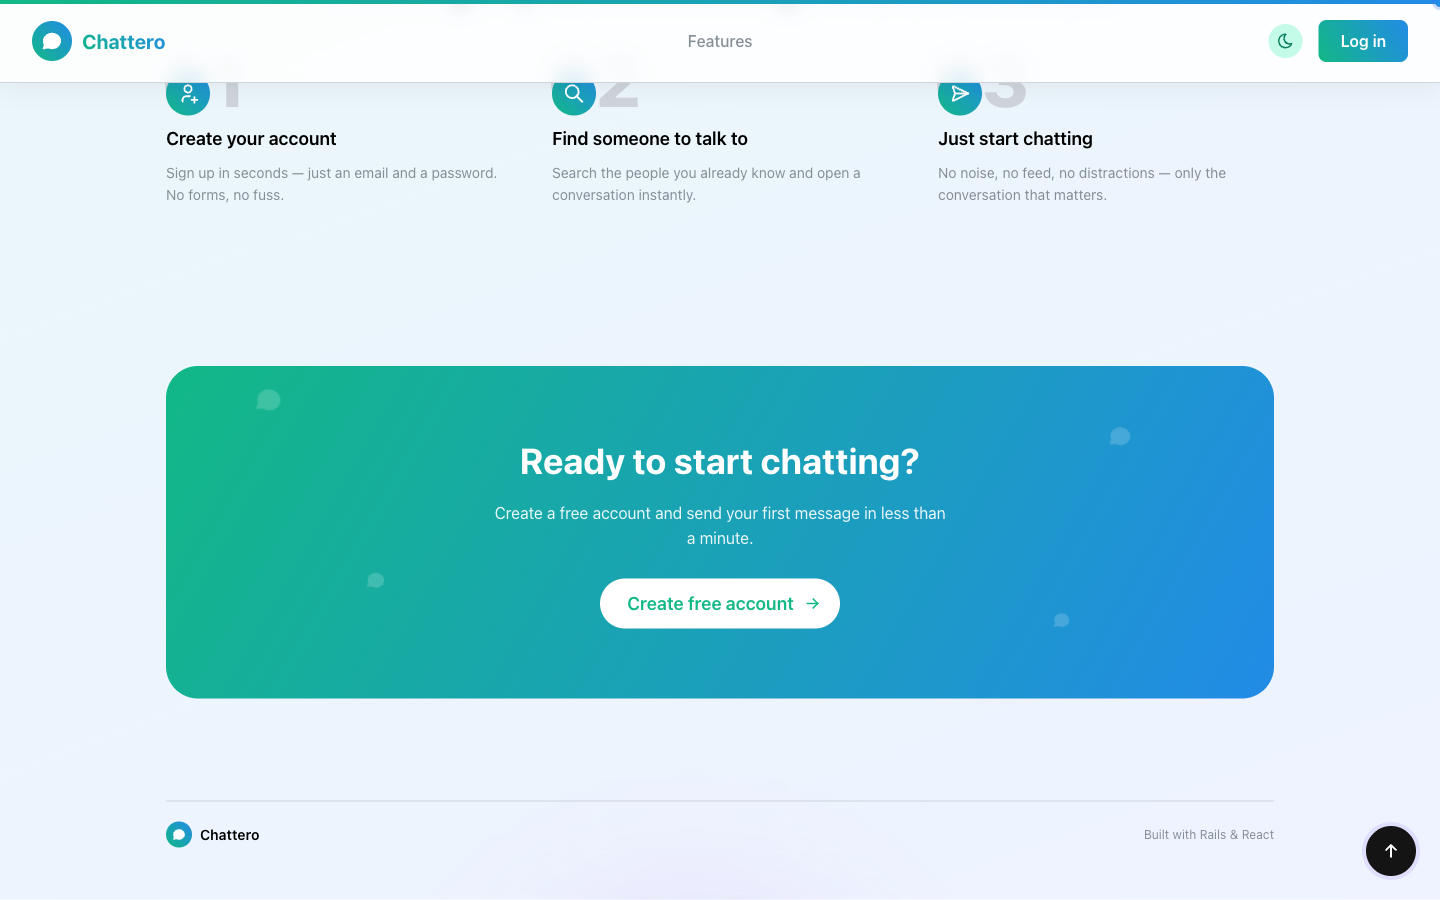 Chattero
Features
Log in
1
2
3
Create your account
Find someone to talk to
Just start chatting
Sign up in seconds — just an email and a password.
No forms, no fuss.
Search the people you already know and open a
conversation instantly.
No noise, no feed, no distractions — only the
conversation that matters.
Ready to start chatting?
Create a free account and send your first message in less than
a minute.
Create free account →
Chattero
Built with Rails & React